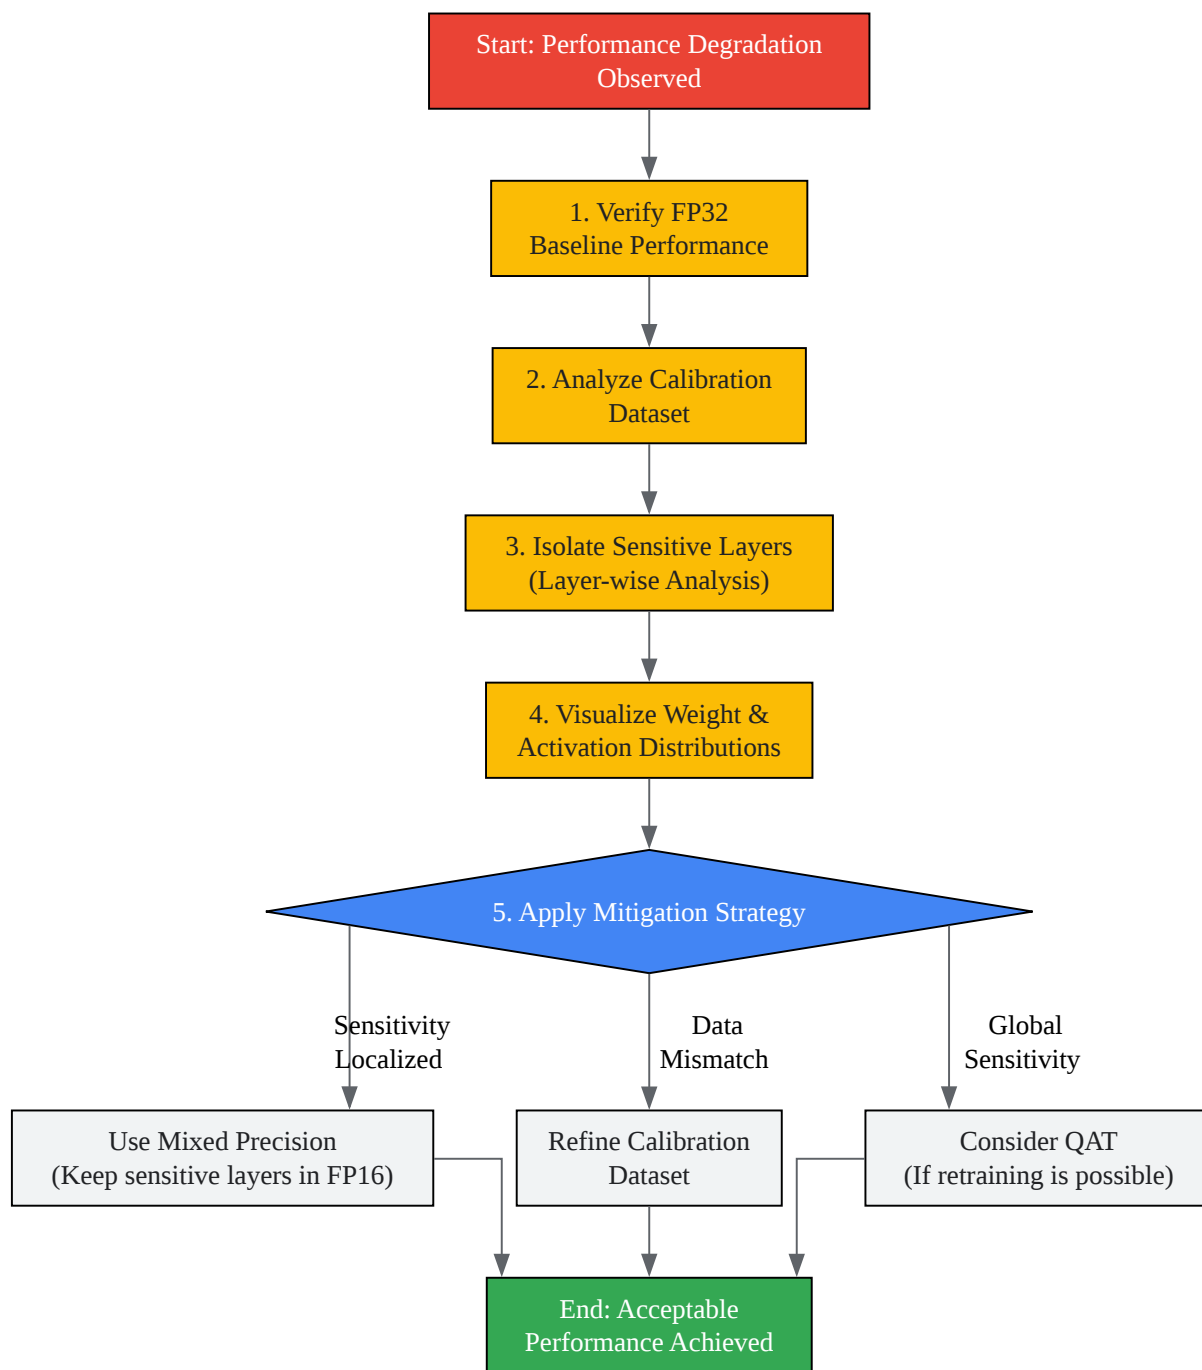 Start: Performance Degradation
Observed
1. Verify FP32
Baseline Performance
2. Analyze Calibration
Dataset
3. Isolate Sensitive Layers
(Layer-wise Analysis)
4. Visualize Weight &
Activation Distributions
5. Apply Mitigation Strategy
Sensitivity
Localized
Data
Mismatch
Global
Sensitivity
Use Mixed Precision
(Keep sensitive layers in FP16)
Refine Calibration
Dataset
Consider QAT
(If retraining is possible)
End: Acceptable
Performance Achieved